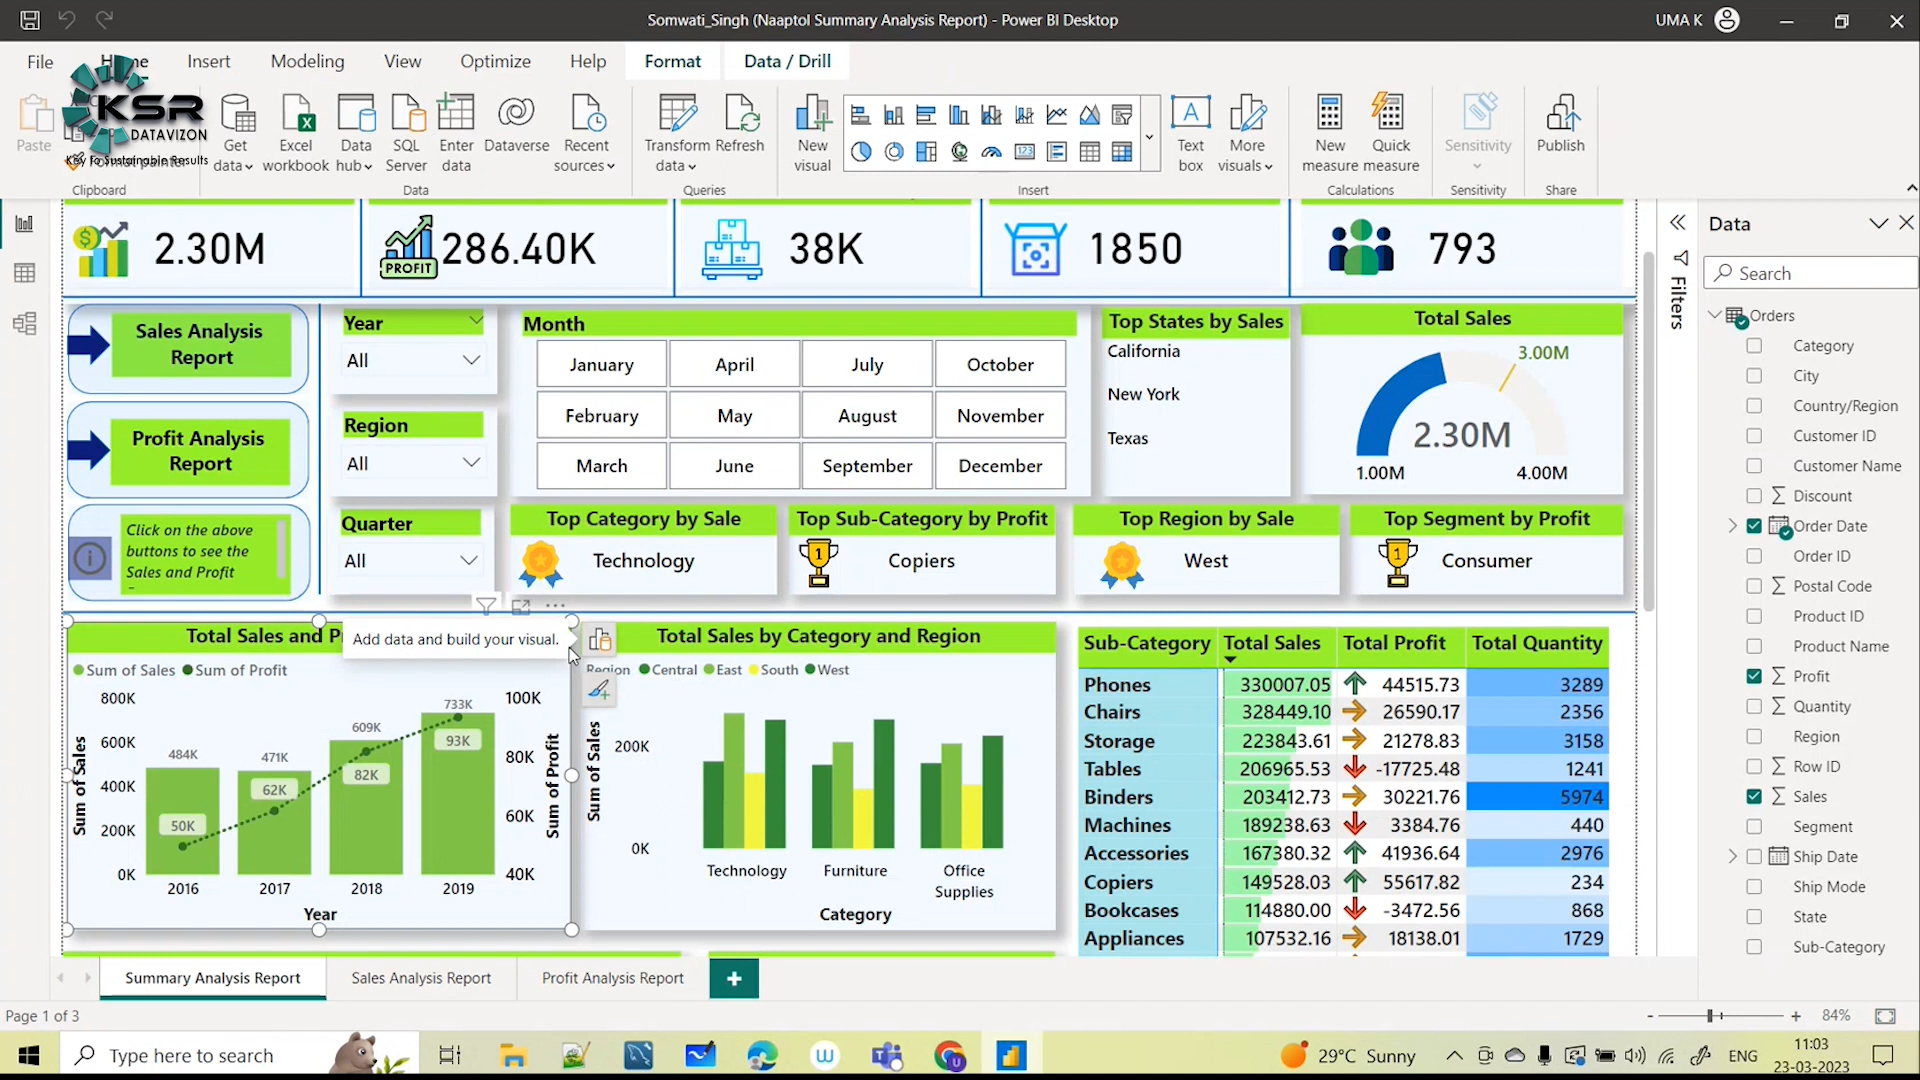 Somwati_Singh (Naaptol Summary Analysis Report) - Power BI Desktop
UMA K
File
Insert
Modeling
View
Optimize
Help
Format
Data / Drill
KSR
DATAVIZON
Key To Sustainable Results
Paste
Get data
Excel workbook
Data hub
SQL Server
Enter data
Dataverse
Recent sources
Transform data
Refresh
New visual
Text box
More visuals
New measure
Quick measure
Sensitivity
Publish
Clipboard
Data
Queries
Insert
Calculations
Sensitivity
Share
2.30M
PROFIT
286.40K
38K
1850
793
Sales Analysis
Report
Profit Analysis
Report
Click on the above
buttons to see the
Sales and Profit
Year
All
Region
All
Quarter
All
Month
January
April
July
October
February
May
August
November
March
June
September
December
Top States by Sales
California
New York
Texas
Total Sales
3.00M
2.30M
1.00M
4.00M
Top Category by Sale
Technology
Top Sub-Category by Profit
1
Copiers
Top Region by Sale
West
Top Segment by Profit
1
Consumer
Total Sales and P
Add data and build your visual.
Sum of Sales
Sum of Profit
800K
600K
400K
200K
0K
Sum of Sales
484K
471K
609K
733K
50K
62K
82K
93K
100K
80K
60K
40K
Sum of Profit
2016
2017
2018
2019
Year
Total Sales by Category and Region
Region
Central
East
South
West
Sum of Sales
200K
0K
Technology
Furniture
Office
Supplies
Category
Sub-Category Total Sales Total Profit Total Quantity
Phones 330007.05 44515.73 3289
Chairs 328449.10 26590.17 2356
Storage 223843.61 21278.83 3158
Tables 206965.53 -17725.48 1241
Binders 203412.73 30221.76 5974
Machines 189238.63 3384.76 440
Accessories 167380.32 41936.64 2976
Copiers 149528.03 55617.82 234
Bookcases 114880.00 -3472.56 868
Appliances 107532.16 18138.01 1729
Filters
Data
Search
Orders
Category
City
Country/Region
Customer ID
Customer Name
Discount
Order Date
Order ID
Postal Code
Product ID
Product Name
Profit
Quantity
Region
Row ID
Sales
Segment
Ship Date
Ship Mode
State
Sub-Category
Summary Analysis Report
Sales Analysis Report
Profit Analysis Report
Page 1 of 3
84%
Type here to search
29°C Sunny
ENG
11:03
23-03-2023